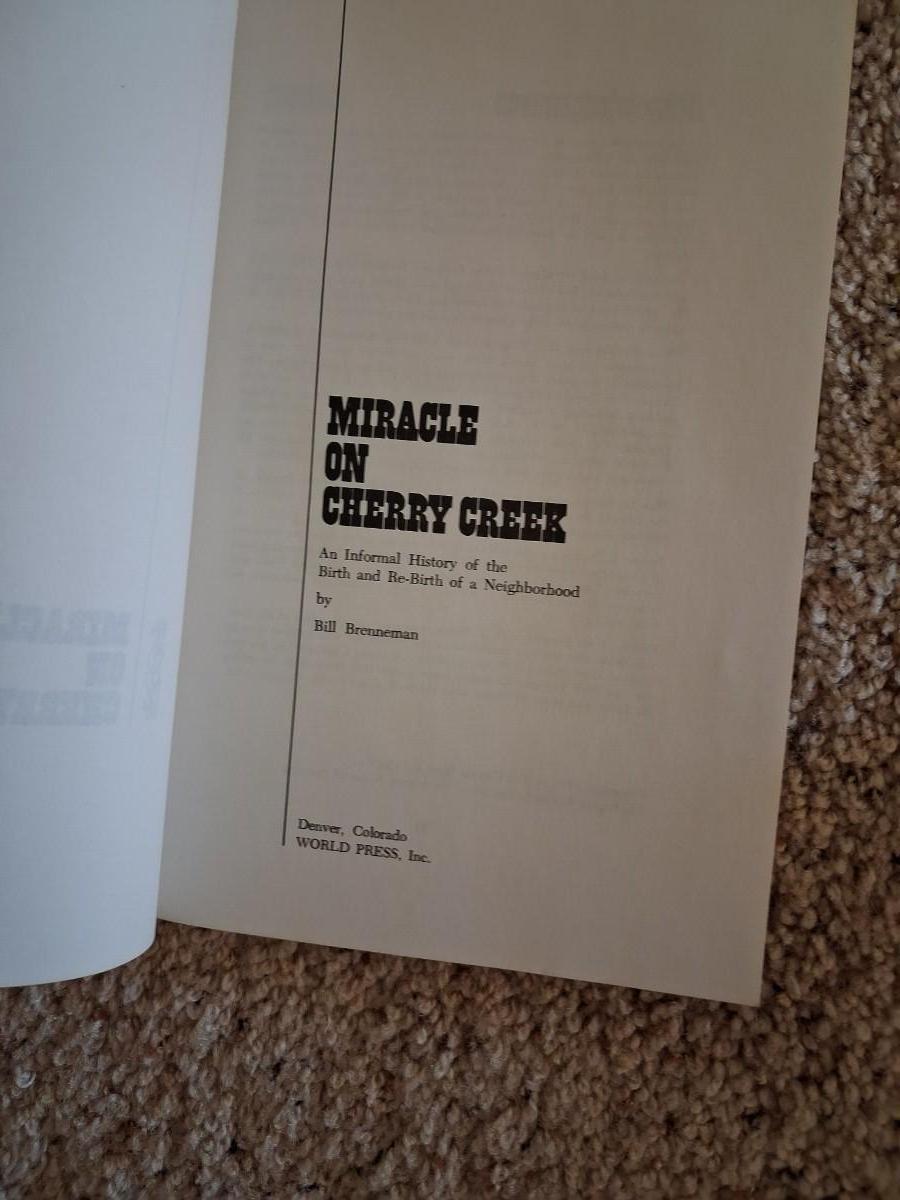 MIRACLE
ON
CHERRY CREEK
An Informal History of the
Birth and Re-Birth of a Neighborhood
by
Bill Brenneman
Denver, Colorado
WORLD PRESS, Inc.